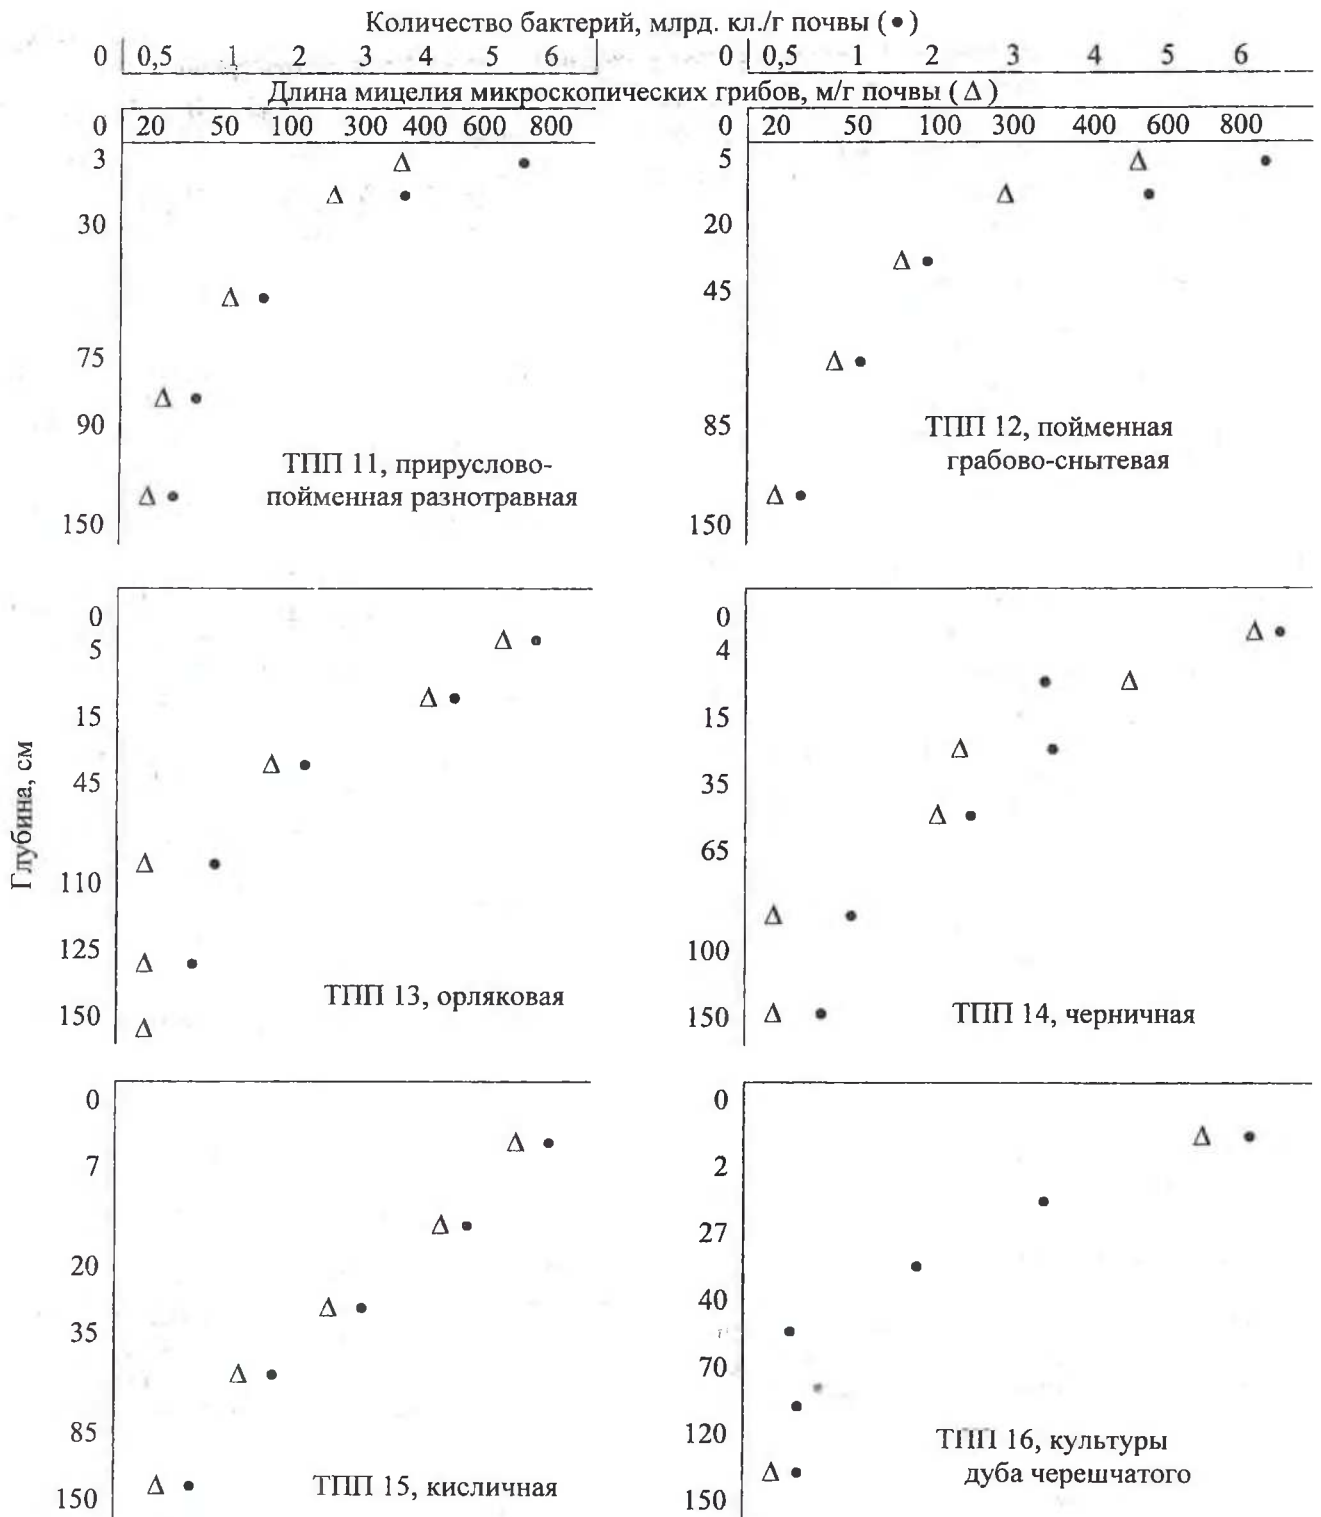 Количество бактерий, млрд. кл./г почвы (•)
0 0,5 1 2 3 4 5 6
0 0,5 1 2 3 4 5 6
Длина мицелия микроскопических грибов, м/г почвы (Δ)
0 20 50 100 300 400 600 800
0 20 50 100 300 400 600 800
3
30
75
90
150
ТПП 11, прируслово-
пойменная разнотравная
5
20
45
85
150
ТПП 12, пойменная
грабово-снытевая
Глубина, см
0
5
15
45
110
125
150
ТПП 13, орляковая
0
4
15
35
65
100
150
ТПП 14, черничная
0
7
20
35
85
150
ТПП 15, кисличная
0
2
27
40
70
120
150
ТПП 16, культуры
дуба черешчатого